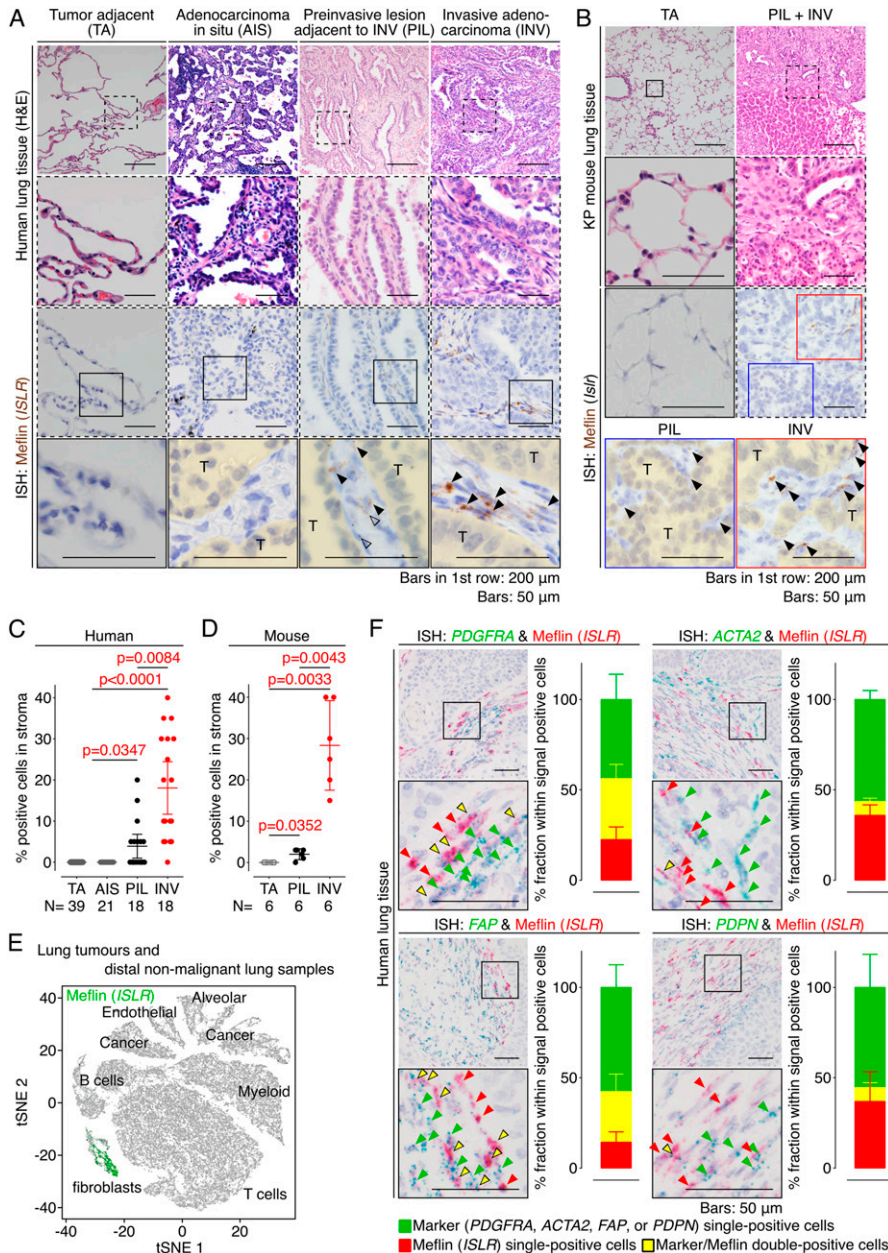 A
Tumor adjacent
(TA)
Adenocarcinoma
in situ (AIS)
Preinvasive lesion
adjacent to INV (PIL)
Invasive adeno-
carcinoma (INV)
Human lung tissue (H&E)
ISH: Meflin (ISLR)
T
T
T
T
T
T
Bars in 1st row: 200 μm
Bars: 50 μm
B
TA
PIL + INV
KP mouse lung tissue
ISH: Meflin (Islr)
PIL
INV
T
T
T
T
Bars in 1st row: 200 μm
Bars: 50 μm
C
Human
p=0.0084
p<0.0001
p=0.0347
% positive cells in stroma
40
30
20
10
0
TA AIS PIL INV
N= 39 21 18 18
D
Mouse
p=0.0043
p=0.0033
p=0.0352
% positive cells in stroma
40
30
20
10
0
TA PIL INV
N= 6 6 6
E
Lung tumours and
distal non-malignant lung samples
Meflin (ISLR)
Alveolar
Endothelial
Cancer
Cancer
B cells
Myeloid
fibroblasts
T cells
tSNE 2
40
20
0
-20
-40
-40 -20 0 20
tSNE 1
F
Human lung tissue
ISH: PDGFRA & Meflin (ISLR)
% fraction within signal positive cells
100
50
0
ISH: ACTA2 & Meflin (ISLR)
% fraction within signal positive cells
100
50
0
ISH: FAP & Meflin (ISLR)
% fraction within signal positive cells
100
50
0
ISH: PDPN & Meflin (ISLR)
% fraction within signal positive cells
100
50
0
Bars: 50 μm
Marker (PDGFRA, ACTA2, FAP, or PDPN) single-positive cells
Meflin (ISLR) single-positive cells
Marker/Meflin double-positive cells